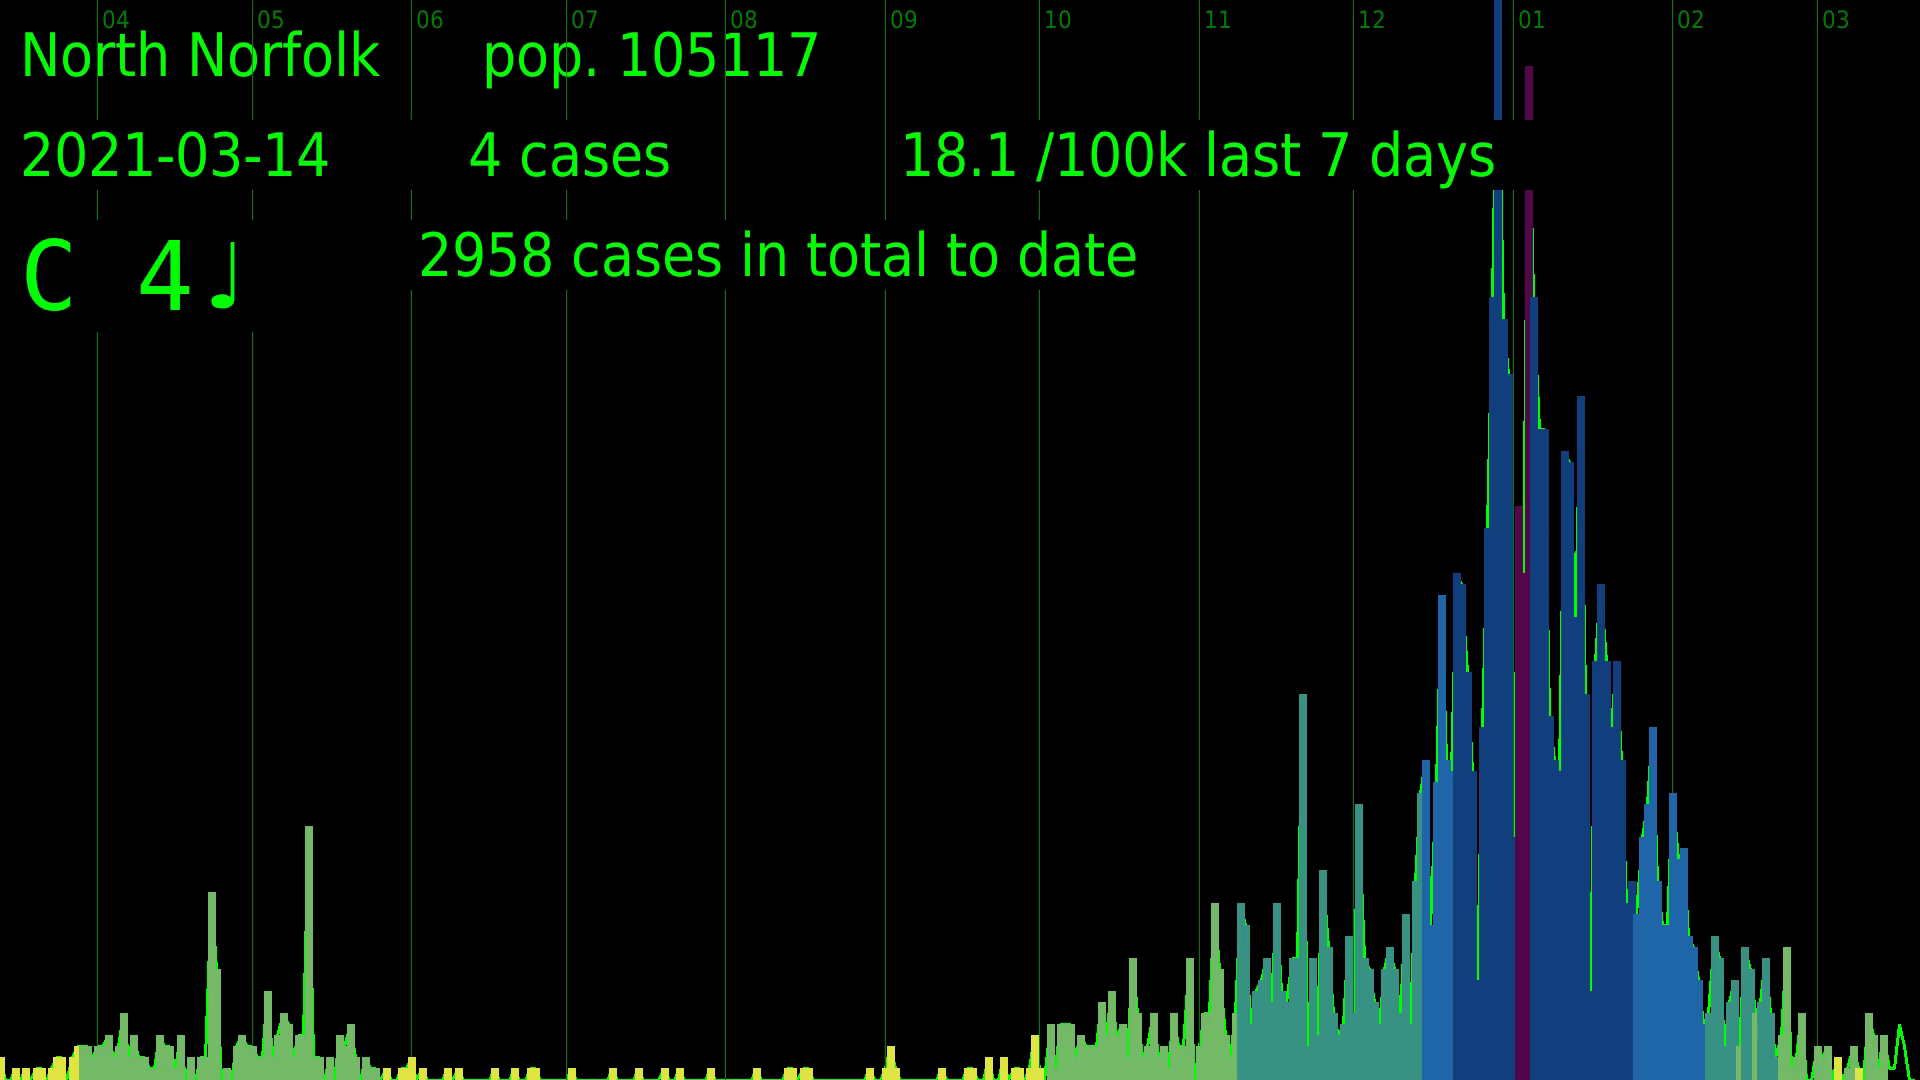 04 05 06 07 08 09 10 11 12 01 02 03
North Norfolk pop. 105117
2021-03-14 4 cases 18.1 /100k last 7 days
C 4♩ 2958 cases in total to date